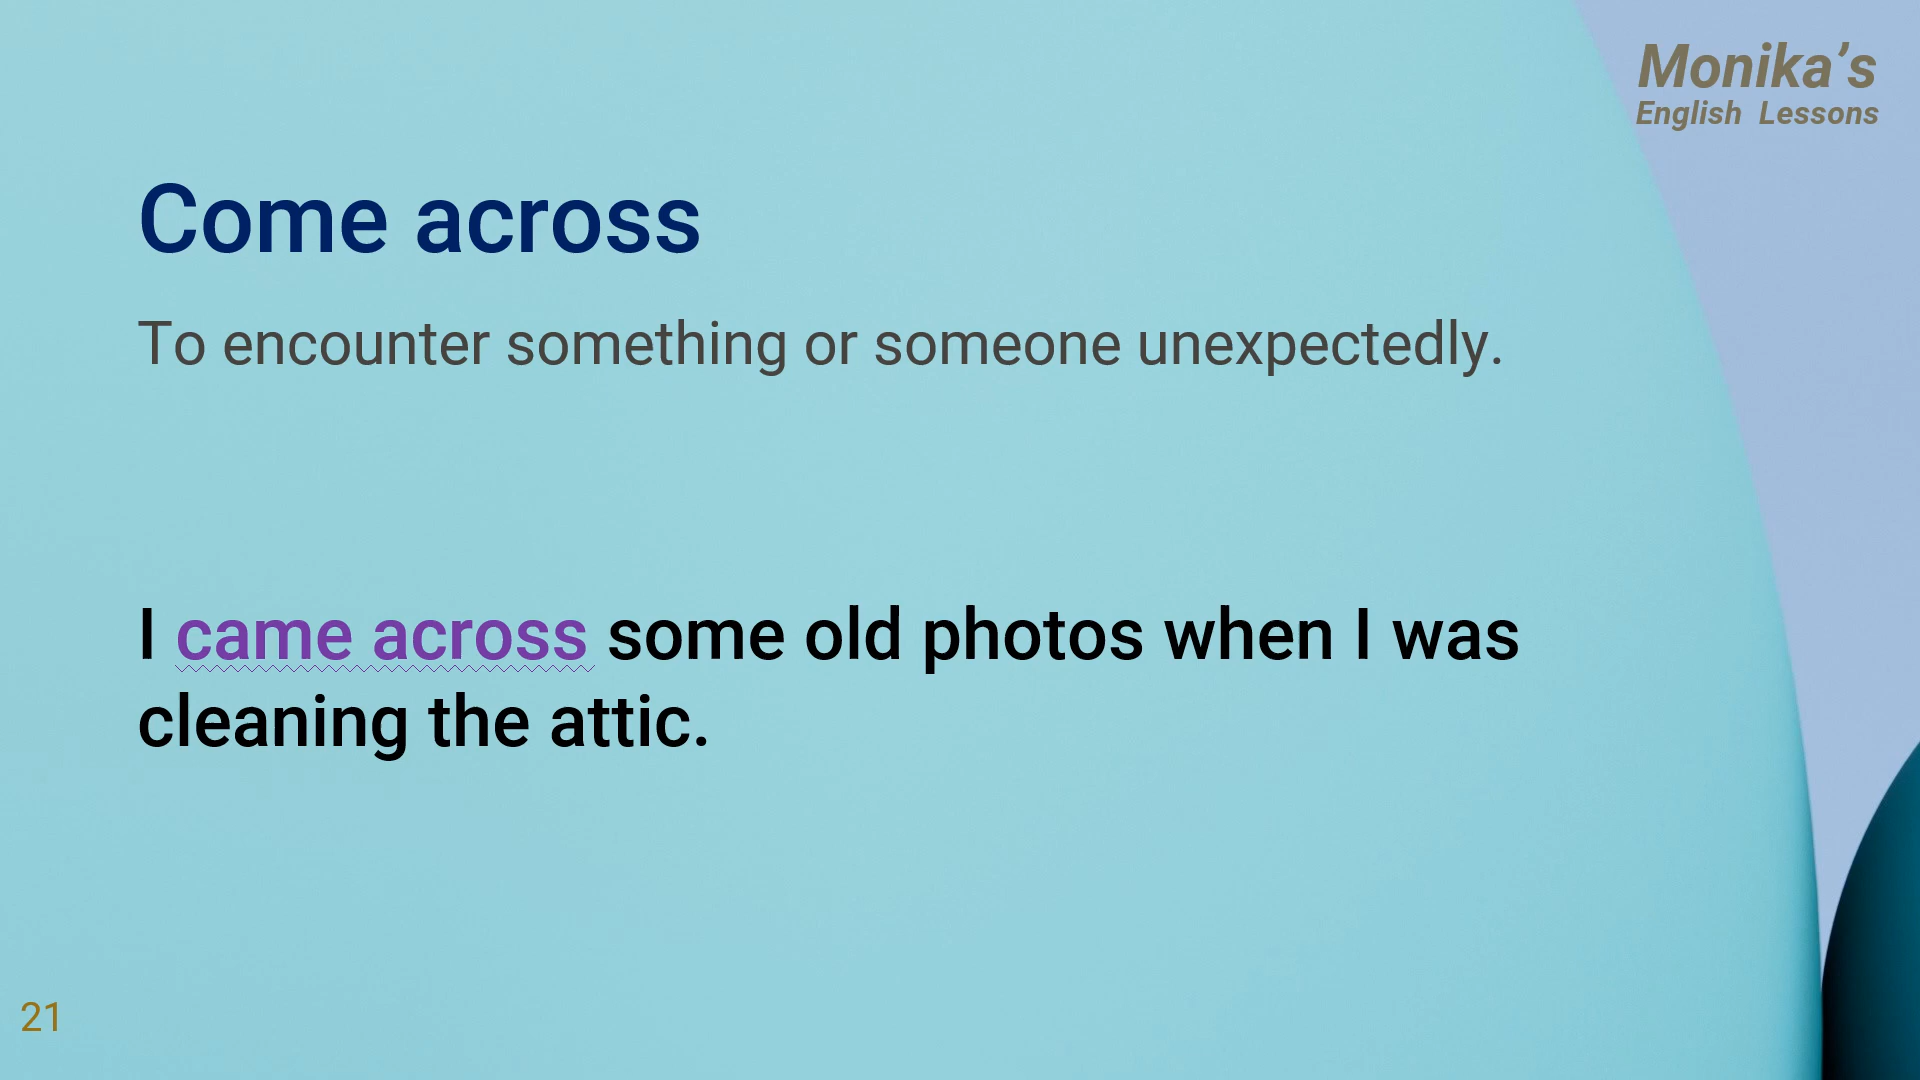 Monika’s
English Lessons
Come across
To encounter something or someone unexpectedly.
I came across some old photos when I was
cleaning the attic.
21